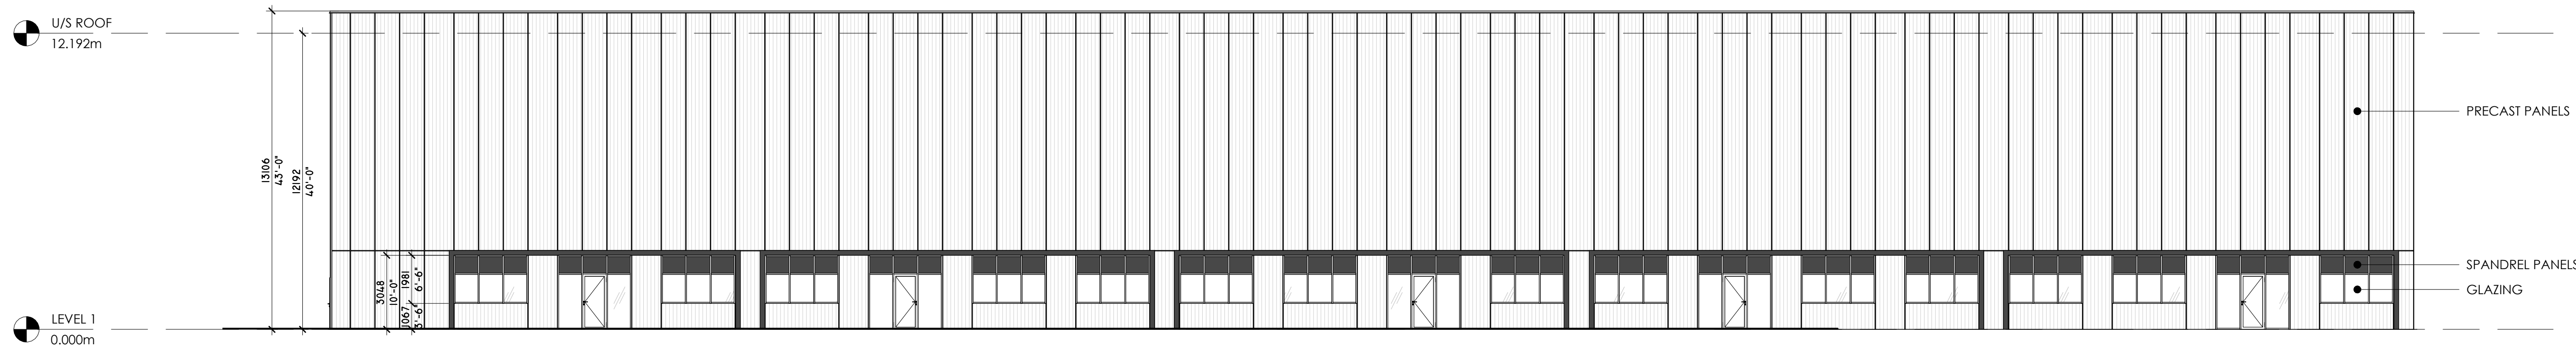 U/S ROOF
12.192m
13106
43'-0"
12192
40'-0"
PRECAST PANELS
3048
10'-0"
1981
6'-6"
1067
3'-6"
SPANDREL PANELS
GLAZING
LEVEL 1
0.000m